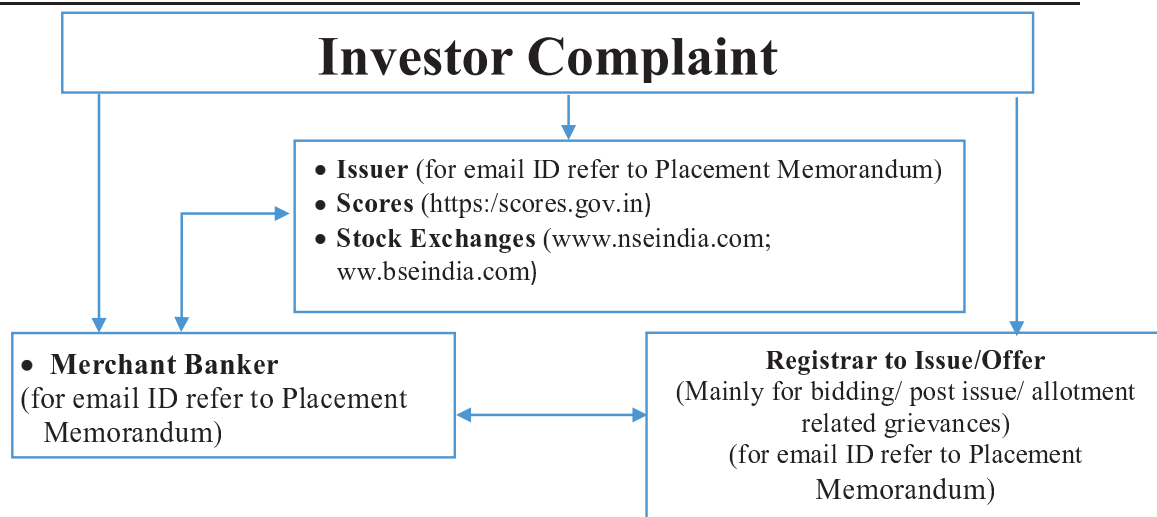 Investor Complaint
• Issuer (for email ID refer to Placement Memorandum)
• Scores (https:/scores.gov.in)
• Stock Exchanges (www.nseindia.com;
ww.bseindia.com)
• Merchant Banker
(for email ID refer to Placement
Memorandum)
Registrar to Issue/Offer
(Mainly for bidding/ post issue/ allotment
related grievances)
(for email ID refer to Placement
Memorandum)